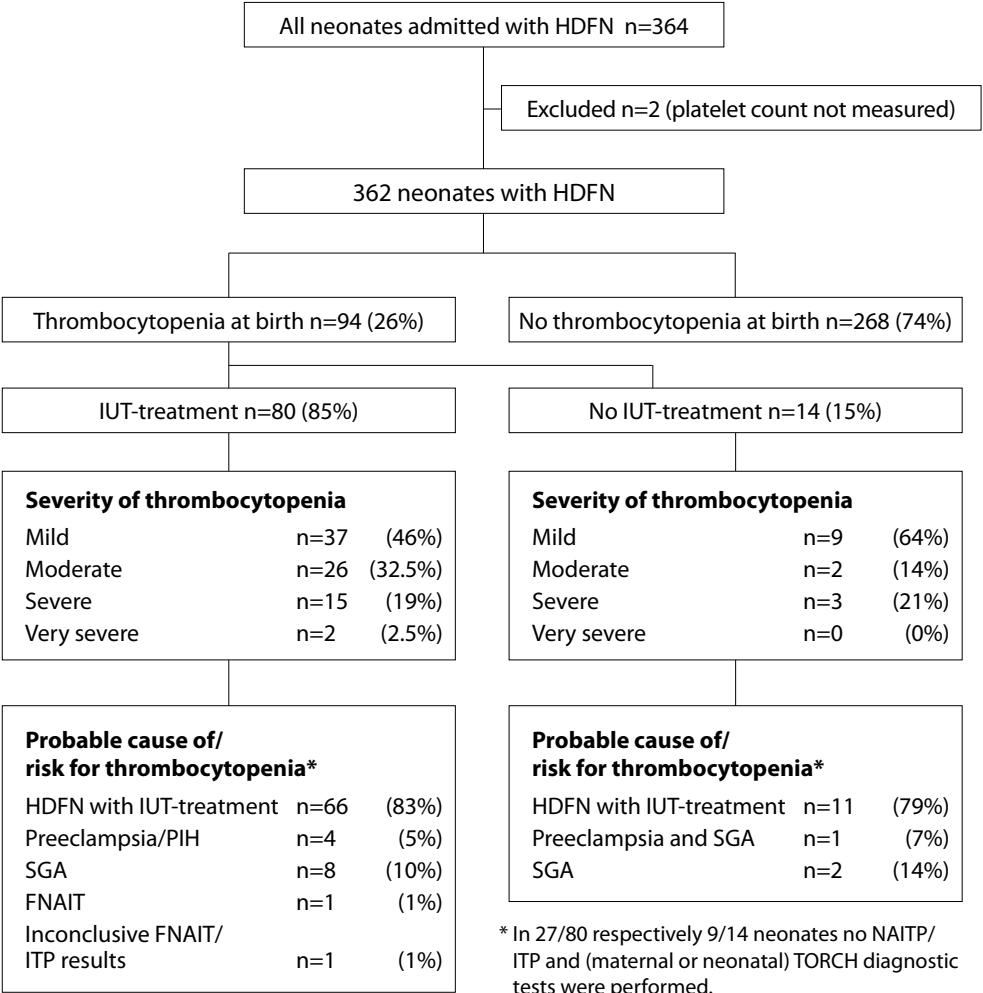 All neonates admitted with HDFN n=364
Excluded n=2 (platelet count not measured)
362 neonates with HDFN
Thrombocytopenia at birth n=94 (26%)
No thrombocytopenia at birth n=268 (74%)
IUT-treatment n=80 (85%)
No IUT-treatment n=14 (15%)
Severity of thrombocytopenia
Mild n=37 (46%)
Moderate n=26 (32.5%)
Severe n=15 (19%)
Very severe n=2 (2.5%)
Severity of thrombocytopenia
Mild n=9 (64%)
Moderate n=2 (14%)
Severe n=3 (21%)
Very severe n=0 (0%)
Probable cause of/
risk for thrombocytopenia*
HDFN with IUT-treatment n=66 (83%)
Preeclampsia/PIH n=4 (5%)
SGA n=8 (10%)
FNAIT n=1 (1%)
Inconclusive FNAIT/
ITP results n=1 (1%)
Probable cause of/
risk for thrombocytopenia*
HDFN with IUT-treatment n=11 (79%)
Preeclampsia and SGA n=1 (7%)
SGA n=2 (14%)
* In 27/80 respectively 9/14 neonates no NAITP/
ITP and (maternal or neonatal) TORCH diagnostic
tests were performed.